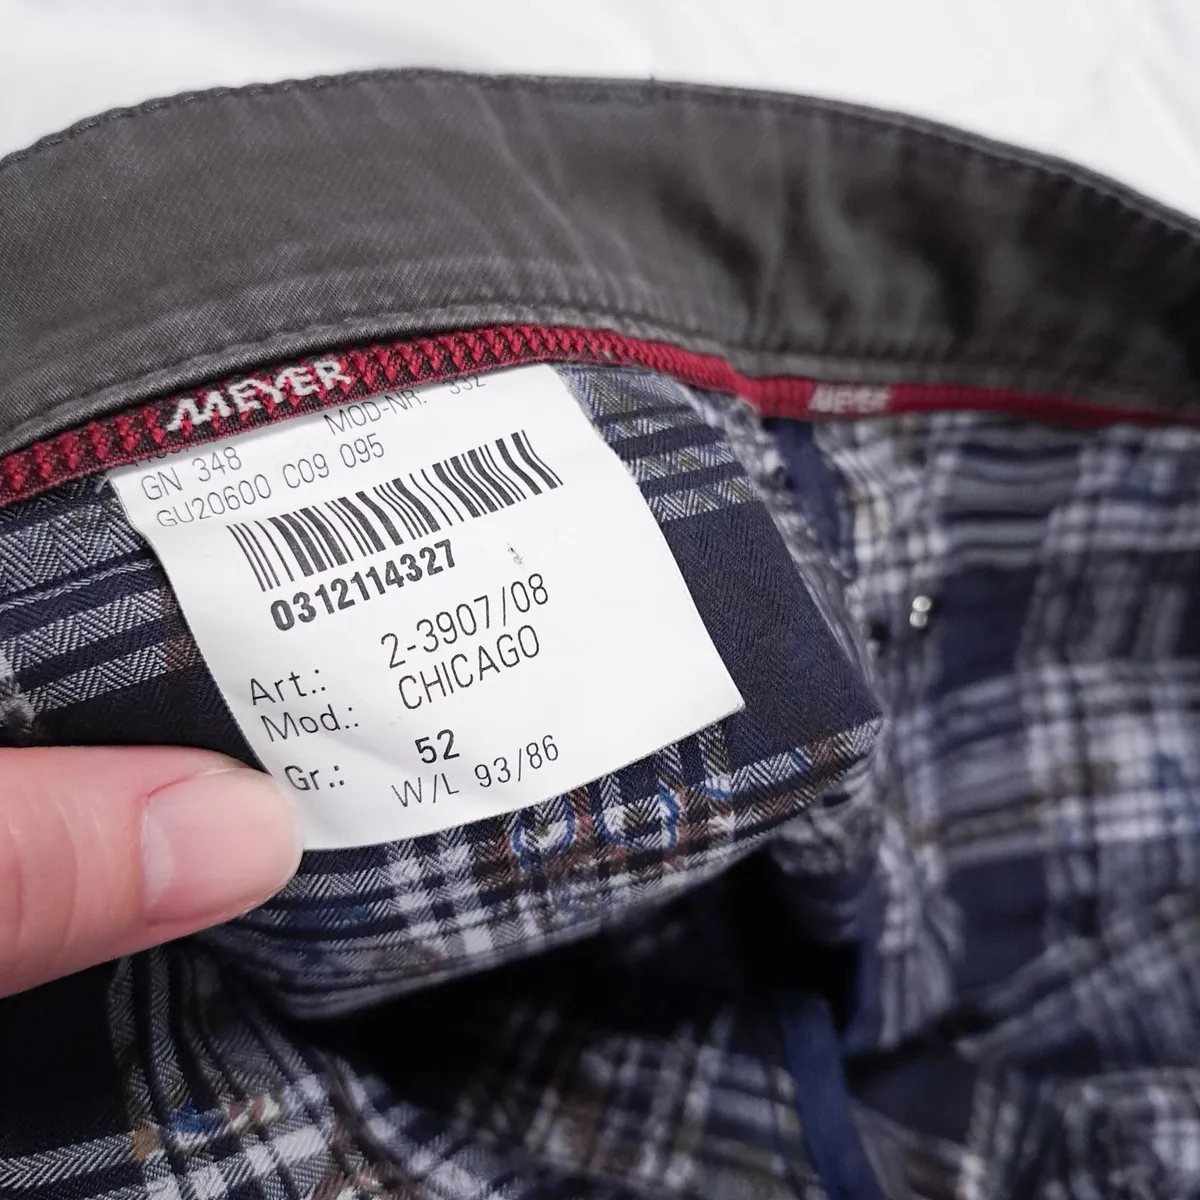 MEYER
MEYER
MOD-NR: 332
GN 348
GU20600 C09 095
0312114327
Art.: 2-3907/08
Mod.: CHICAGO
Gr.: 52
W/L 93/86